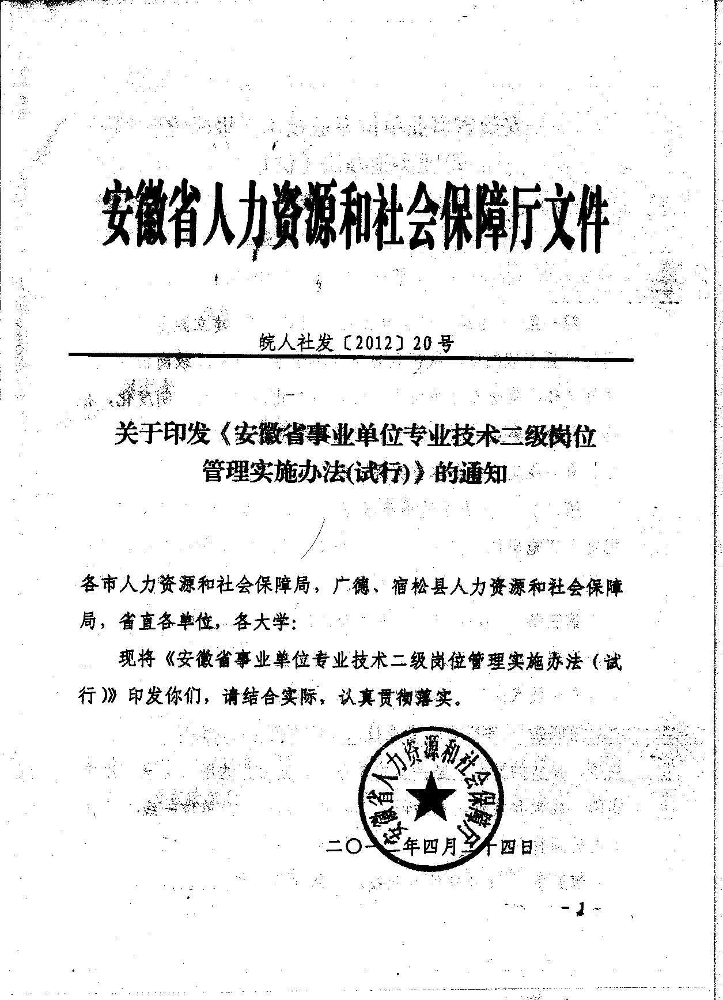 安徽省人力资源和社会保障厅文件
皖人社发〔2012〕20号
关于印发《安徽省事业单位专业技术二级岗位
管理实施办法(试行)》的通知
各市人力资源和社会保障局，广德、宿松县人力资源和社会保障
局，省直各单位，各大学：
现将《安徽省事业单位专业技术二级岗位管理实施办法（试
行）》印发你们，请结合实际，认真贯彻落实。
安徽省人力资源和社会保障厅
二〇一二年四月二十四日
- 1 -